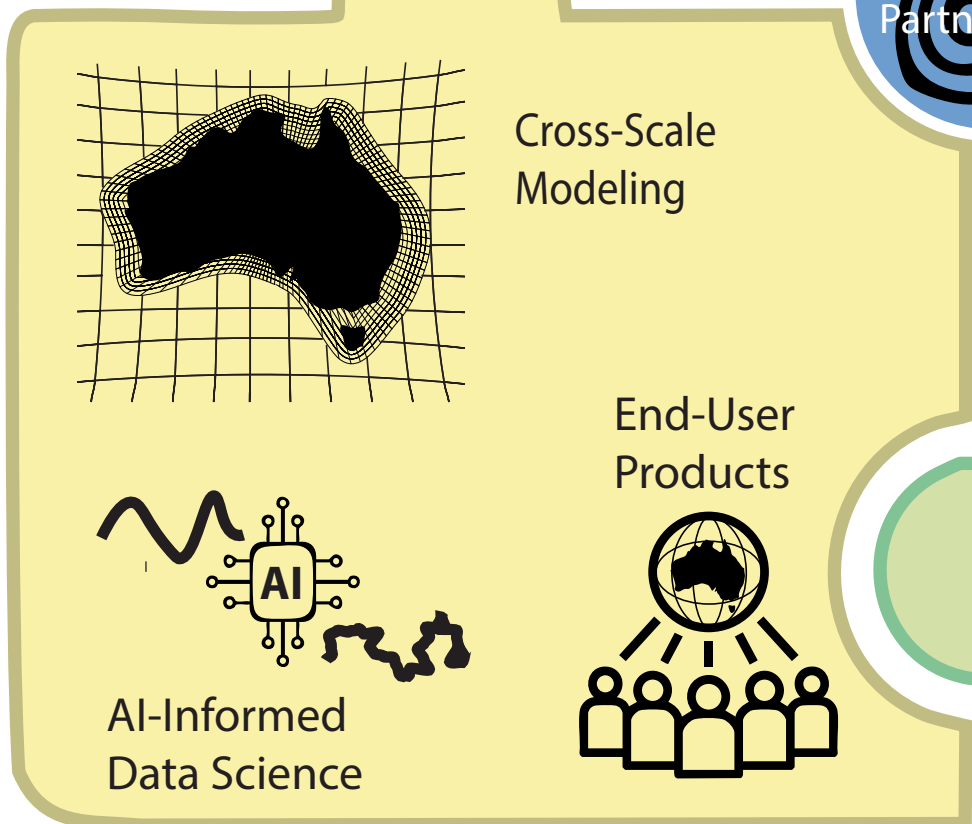 Cross-Scale
Modeling
End-User
Products
AI
AI-Informed
Data Science